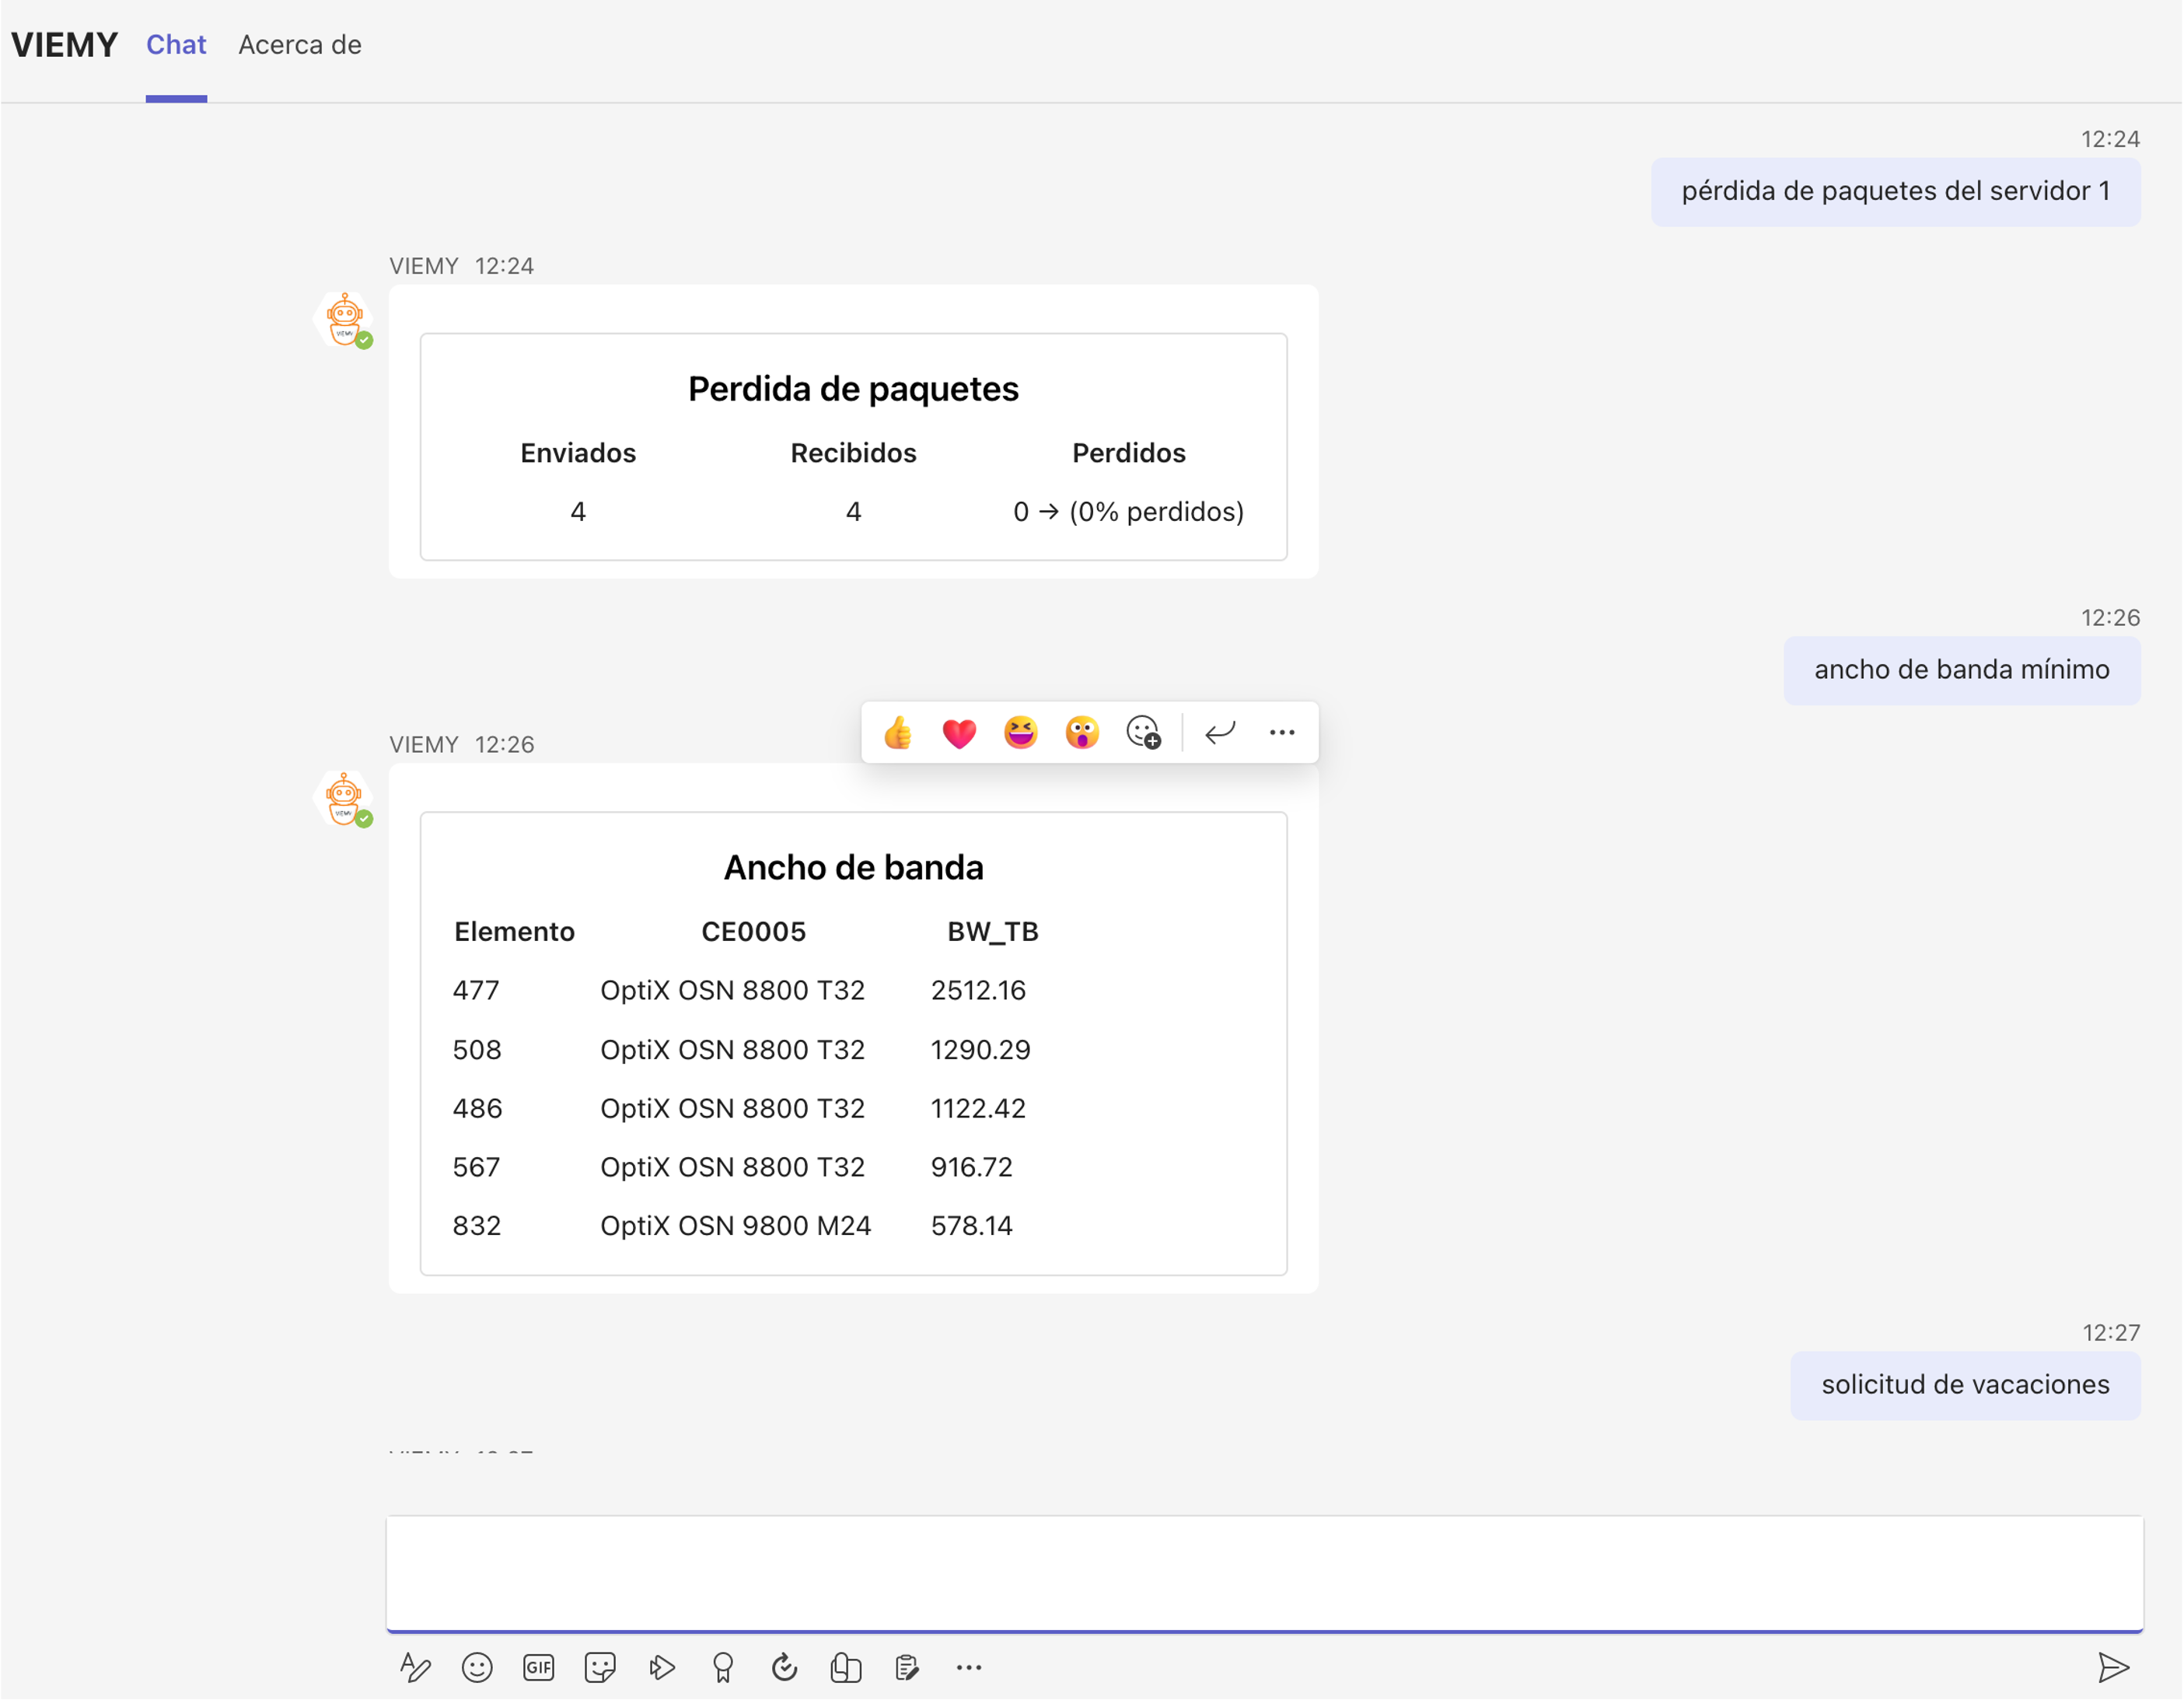 VIEMY Chat Acerca de
12:24
pérdida de paquetes del servidor 1
VIEMY 12:24
Perdida de paquetes
Enviados Recibidos Perdidos
4 4 0 → (0% perdidos)
12:26
ancho de banda mínimo
VIEMY 12:26
Ancho de banda
Elemento CE0005 BW_TB
477 OptiX OSN 8800 T32 2512.16
508 OptiX OSN 8800 T32 1290.29
486 OptiX OSN 8800 T32 1122.42
567 OptiX OSN 8800 T32 916.72
832 OptiX OSN 9800 M24 578.14
12:27
solicitud de vacaciones
GIF